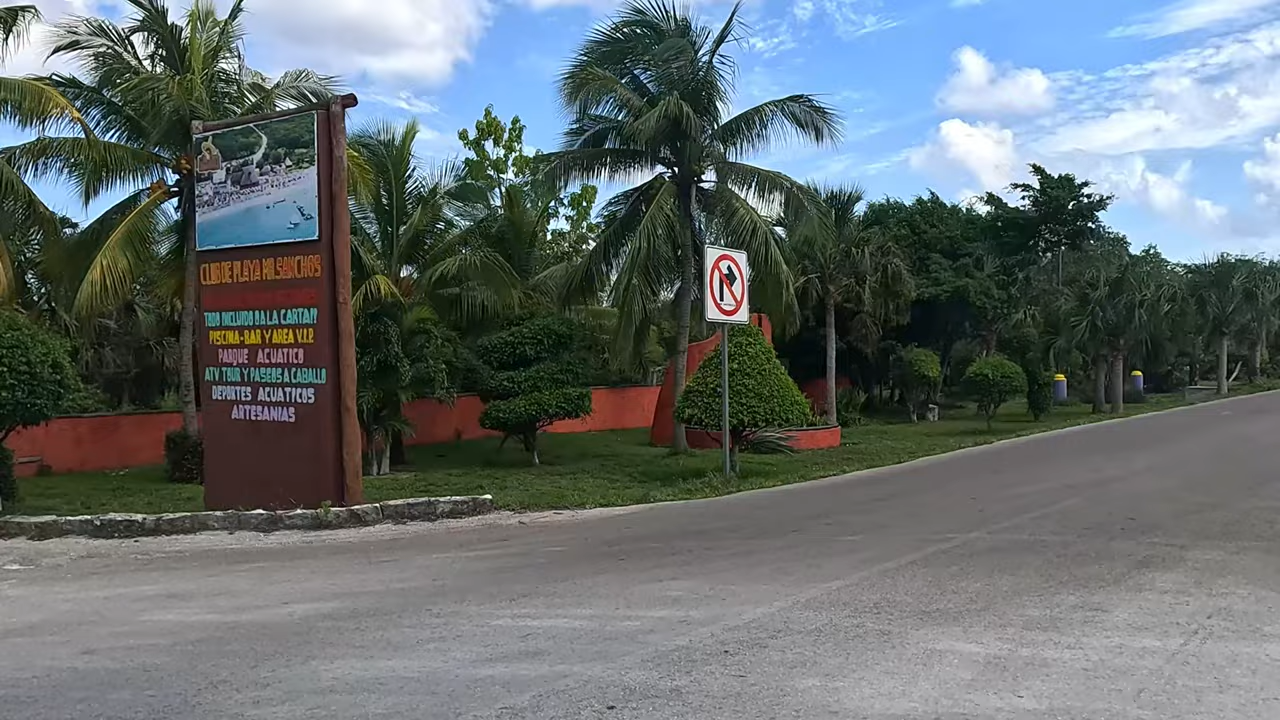 CLUB DE PLAYA MR SANCHOS
TODO INCLUIDO O A LA CARTA!!
PISCINA-BAR Y AREA V.I.P.
PARQUE ACUATICO
ATV TOUR Y PASEOS A CABALLO
DEPORTES ACUATICOS
ARTESANIAS